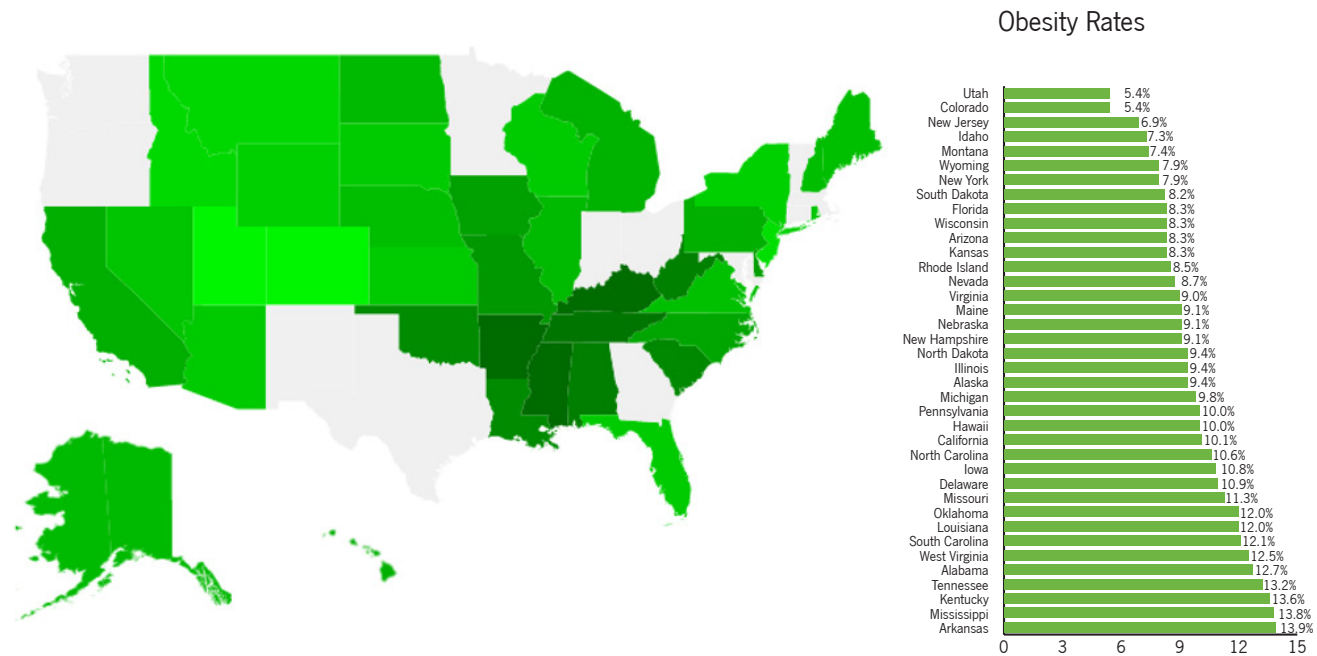 Obesity Rates
Utah 5.4%
Colorado 5.4%
New Jersey 6.9%
Idaho 7.3%
Montana 7.4%
Wyoming 7.9%
New York 7.9%
South Dakota 8.2%
Florida 8.3%
Wisconsin 8.3%
Arizona 8.3%
Kansas 8.3%
Rhode Island 8.5%
Nevada 8.7%
Virginia 9.0%
Maine 9.1%
Nebraska 9.1%
New Hampshire 9.1%
North Dakota 9.4%
Illinois 9.4%
Alaska 9.4%
Michigan 9.8%
Pennsylvania 10.0%
Hawaii 10.0%
California 10.1%
North Carolina 10.6%
Iowa 10.8%
Delaware 10.9%
Missouri 11.3%
Oklahoma 12.0%
Louisiana 12.0%
South Carolina 12.1%
West Virginia 12.5%
Alabama 12.7%
Tennessee 13.2%
Kentucky 13.6%
Mississippi 13.8%
Arkansas 13.9%
0 3 6 9 12 15